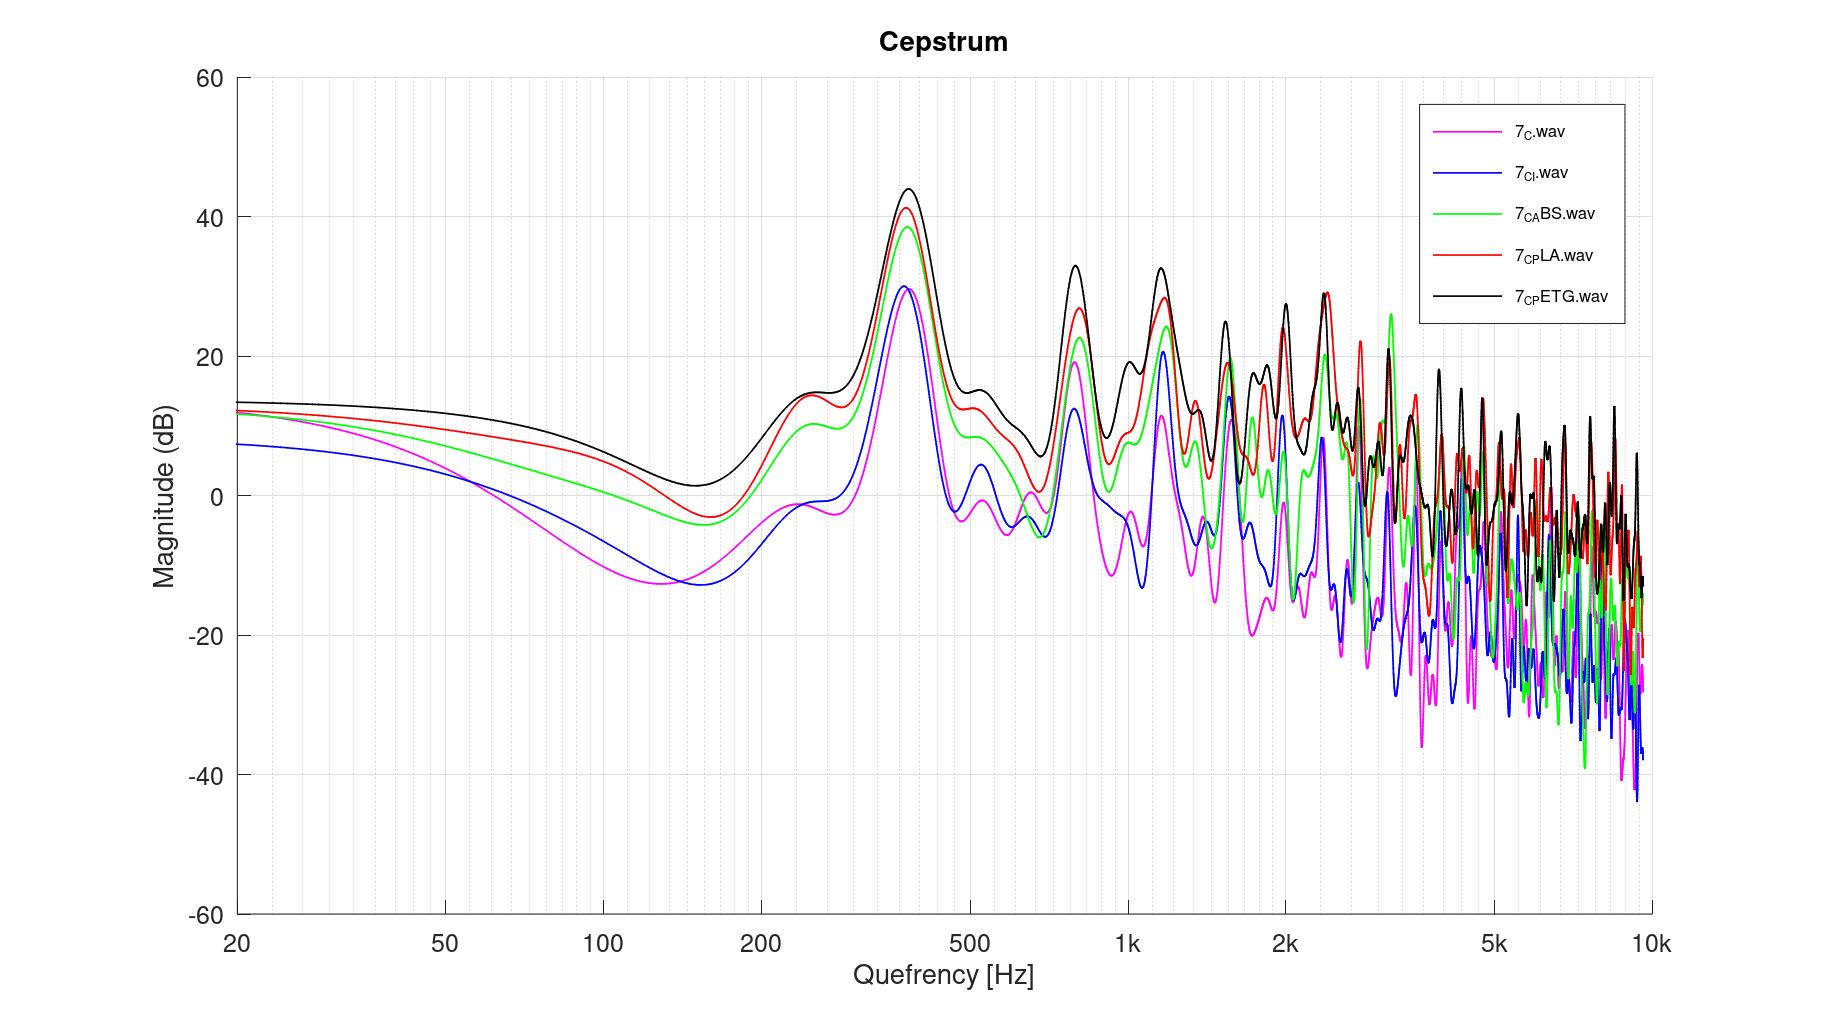 Cepstrum
60
40
20
0
-20
-40
-60
Magnitude (dB)
7C.wav
7CI.wav
7CABS.wav
7CPLA.wav
7CPETG.wav
20 50 100 200 500 1k 2k 5k 10k
Quefrency [Hz]